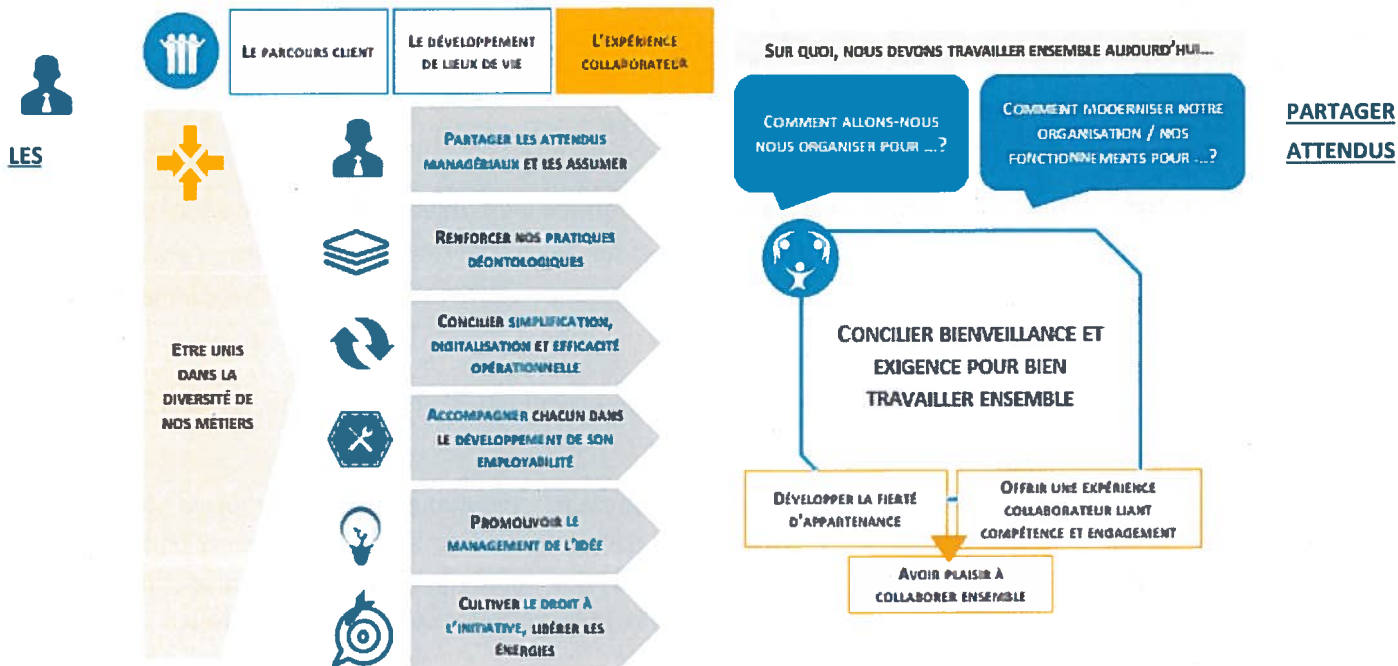 LE PARCOURS CLIENT
LE DÉVELOPPEMENT
DE LIEUX DE VIE
L'EXPÉRIENCE
COLLABORATEUR
SUR QUOI, NOUS DEVONS TRAVAILLER ENSEMBLE AUJOURD'HUI...
LES
PARTAGER
ATTENDUS
ETRE UNIS
DANS LA
DIVERSITÉ DE
NOS MÉTIERS
PARTAGER LES ATTENDUS
MANAGÉRIAUX ET LES ASSUMER
RENFORCER NOS PRATIQUES
DÉONTOLOGIQUES
CONCILIER SIMPLIFICATION,
DIGITALISATION ET EFFICACITÉ
OPÉRATIONNELLE
ACCOMPAGNER CHACUN DANS
LE DÉVELOPPEMENT DE SON
EMPLOYABILITÉ
PROMOUVOIR LE
MANAGEMENT DE L'IDÉE
CULTIVER LE DROIT À
L'INITIATIVE, LIBÉRER LES
ÉNERGIES
COMMENT ALLONS-NOUS
NOUS ORGANISER POUR ...?
COMMENT MODERNISER NOTRE
ORGANISATION / NOS
FONCTIONNEMENTS POUR ...?
CONCILIER BIENVEILLANCE ET
EXIGENCE POUR BIEN
TRAVAILLER ENSEMBLE
DÉVELOPPER LA FIERTÉ
D'APPARTENANCE
OFFRIR UNE EXPÉRIENCE
COLLABORATEUR LIANT
COMPÉTENCE ET ENGAGEMENT
AVOIR PLAISIR À
COLLABORER ENSEMBLE